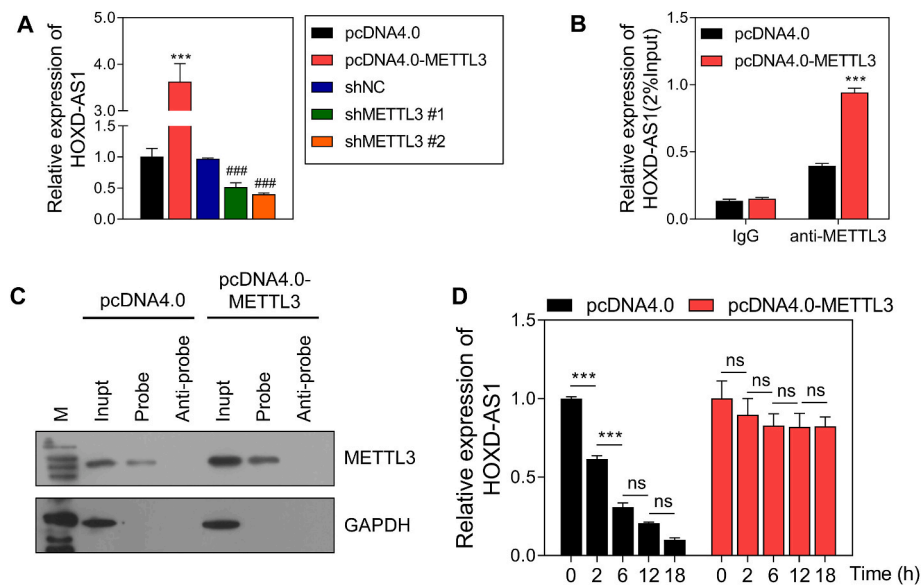 A
Relative expression of
HOXD-AS1
5.0
4.0
3.0
1.5
1.0
0.5
0.0
***
###
###
pcDNA4.0
pcDNA4.0-METTL3
shNC
shMETTL3 #1
shMETTL3 #2
B
Relative expression of
HOXD-AS1(2%Input)
1.5
1.0
0.5
0.0
pcDNA4.0
pcDNA4.0-METTL3
***
IgG
anti-METTL3
C
pcDNA4.0
pcDNA4.0-
METTL3
M
Inupt
Probe
Anti-probe
Inupt
Probe
Anti-probe
METTL3
GAPDH
D
pcDNA4.0
pcDNA4.0-METTL3
Relative expression of
HOXD-AS1
1.5
1.0
0.5
0.0
***
***
ns
ns
ns
ns
ns
ns
0 2 6 12 18 0 2 6 12 18 Time (h)